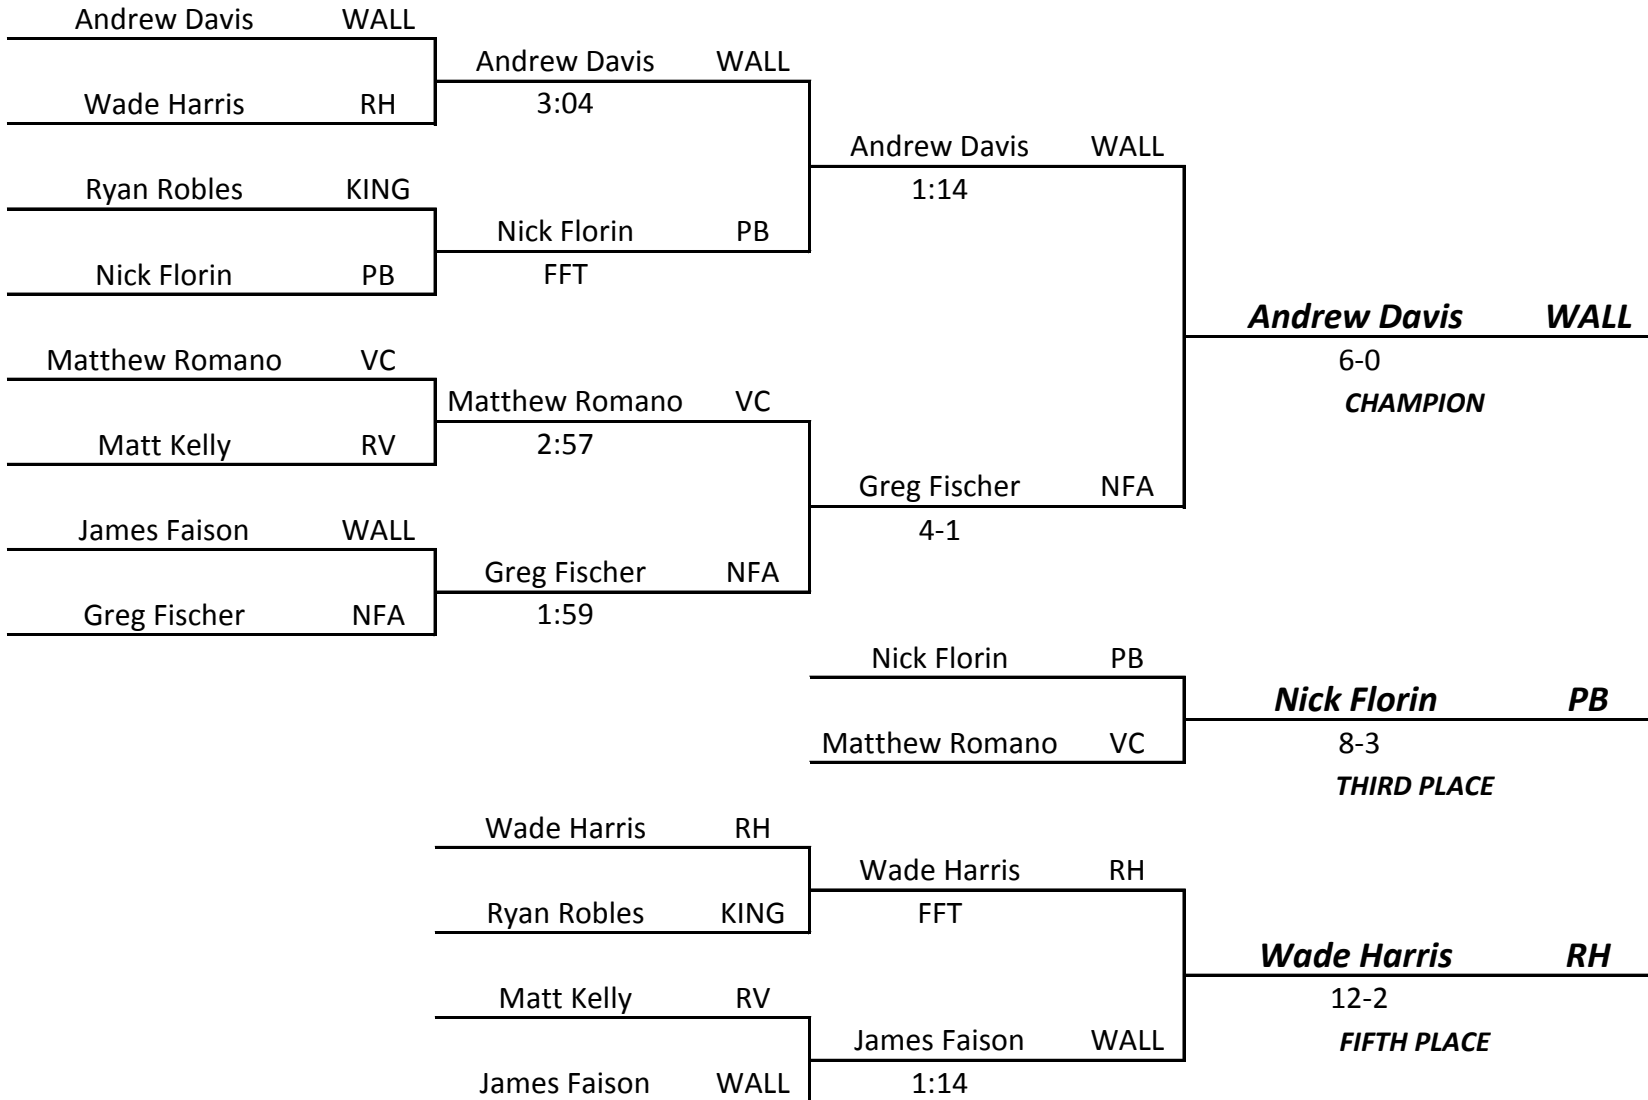 Andrew Davis WALL
Andrew Davis WALL
Wade Harris RH 3:04
Andrew Davis WALL
Ryan Robles KING 1:14
Nick Florin PB
Nick Florin PB FFT
Andrew Davis WALL
Matthew Romano VC 6-0
Matthew Romano VC CHAMPION
Matt Kelly RV 2:57
Greg Fischer NFA
James Faison WALL 4-1
Greg Fischer NFA
Greg Fischer NFA 1:59
Nick Florin PB
Nick Florin PB
Matthew Romano VC 8-3
THIRD PLACE
Wade Harris RH
Wade Harris RH
Ryan Robles KING FFT
Wade Harris RH
Matt Kelly RV 12-2
James Faison WALL FIFTH PLACE
James Faison WALL 1:14